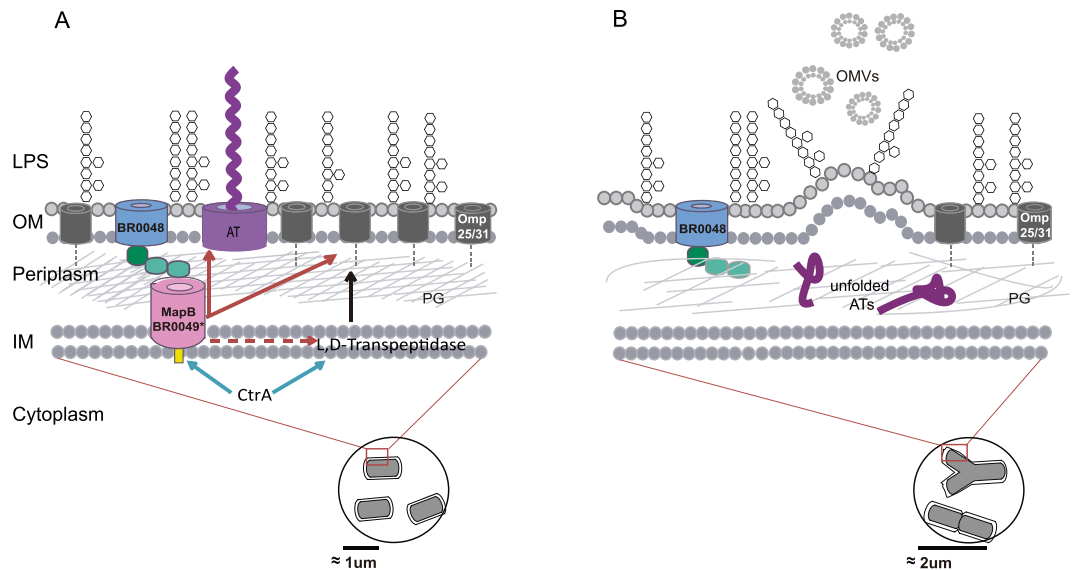 A
LPS
OM
BR0048
AT
Omp
25/31
Periplasm
PG
MapB
BR0049*
IM
L,D-Transpeptidase
CtrA
Cytoplasm
≈ 1um
B
OMVs
BR0048
Omp
25/31
unfolded
ATs
PG
≈ 2um